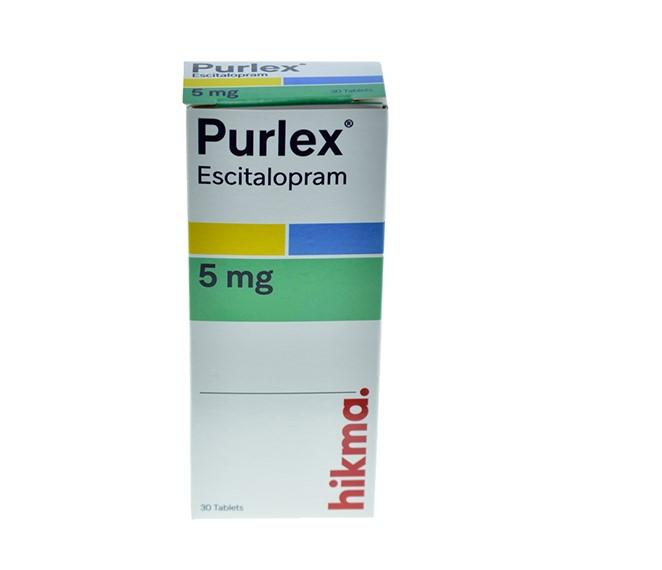 Purlex®
Escitalopram
5 mg
30 Tablets
Purlex®
Escitalopram
5 mg
hikma.
30 Tablets